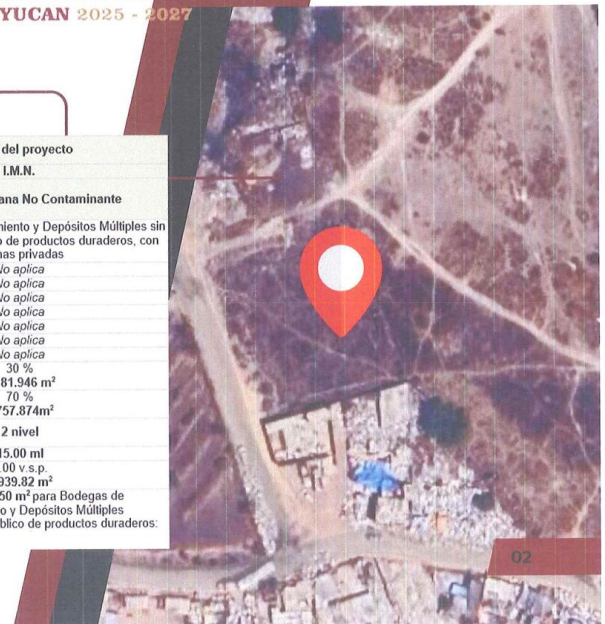 YUCAN 2025 - 2027
del proyecto
I.M.N.
ana No Contaminante
miento y Depósitos Múltiples sin
o de productos duraderos, con
nas privadas
No aplica
No aplica
No aplica
No aplica
No aplica
No aplica
No aplica
30 %
81.946 m²
70 %
757.874m²
2 nivel
15.00 ml
.00 v.s.p.
939.82 m²
50 m² para Bodegas de
o y Depósitos Múltiples
blico de productos duraderos:
02